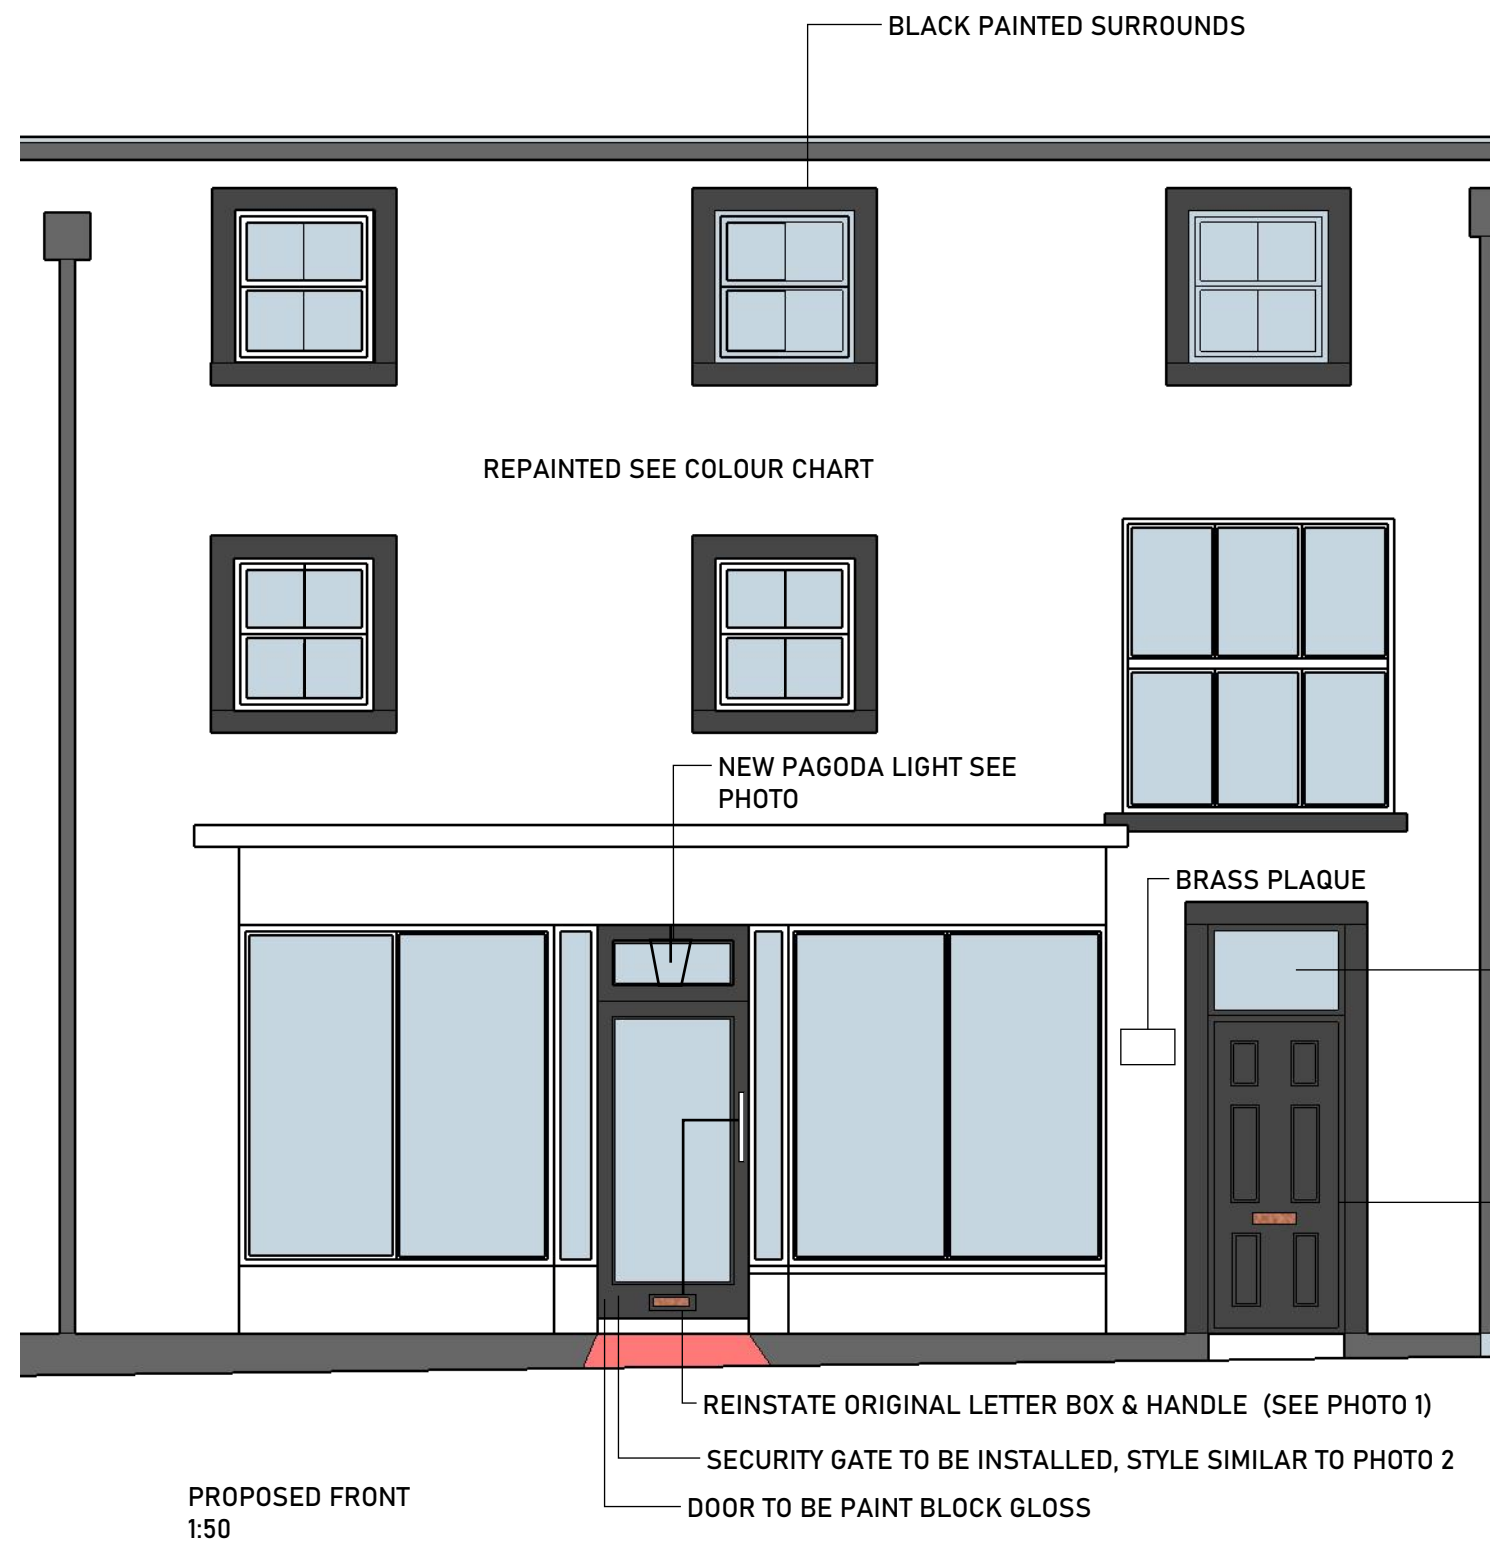 BLACK PAINTED SURROUNDS
REPAINTED SEE COLOUR CHART
NEW PAGODA LIGHT SEE
PHOTO
BRASS PLAQUE
REINSTATE ORIGINAL LETTER BOX & HANDLE (SEE PHOTO 1)
SECURITY GATE TO BE INSTALLED, STYLE SIMILAR TO PHOTO 2
DOOR TO BE PAINT BLOCK GLOSS
PROPOSED FRONT
1:50